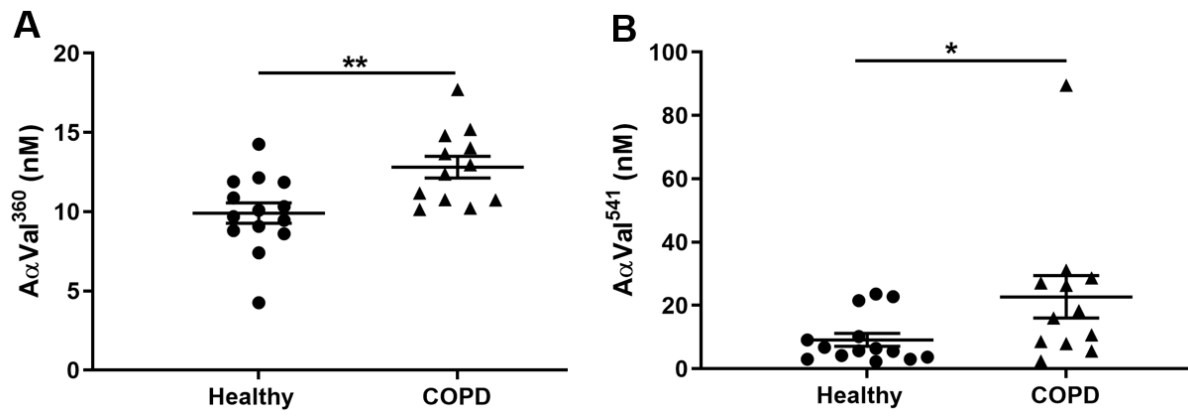 A
AαVal³⁶⁰ (nM)
20
15
10
5
0
**
Healthy
COPD
B
AαVal⁵⁴¹ (nM)
100
80
60
40
20
0
*
Healthy
COPD